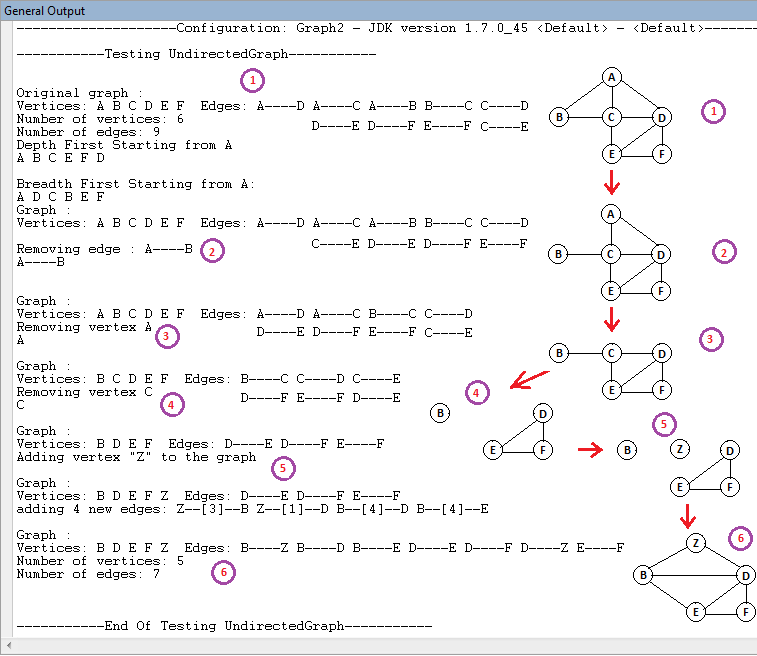 General Output
--------------------Configuration: Graph2 - JDK version 1.7.0_45 <Default> - <Default>-------
-----------Testing UndirectedGraph-----------
1
Original graph :
Vertices: A B C D E F  Edges: A----D A----C A----B B----C C----D
Number of vertices: 6
D----E D----F E----F C----E
Number of edges: 9
Depth First Starting from A
A B C E F D
Breadth First Starting from A:
A D C B E F
Graph :
Vertices: A B C D E F  Edges: A----D A----C A----B B----C C----D
C----E D----E D----F E----F
Removing edge : A----B
2
A----B
Graph :
Vertices: A B C D E F  Edges: A----D A----C B----C C----D
Removing vertex A
D----E D----F E----F C----E
3
A
Graph :
Vertices: B C D E F  Edges: B----C C----D C----E
Removing vertex C
D----F E----F D----E
4
C
Graph :
Vertices: B D E F  Edges: D----E D----F E----F
Adding vertex "Z" to the graph
5
Graph :
Vertices: B D E F Z  Edges: D----E D----F E----F
adding 4 new edges: Z--[3]--B Z--[1]--D B--[4]--D B--[4]--E
Graph :
Vertices: B D E F Z  Edges: B----Z B----D B----E D----E D----F D----Z E----F
Number of vertices: 5
Number of edges: 7
6
-----------End Of Testing UndirectedGraph-----------
A
1
B C D
E F
A
2
B C D
E F
3
B C D
E F
4
B
D
E F
5
B
Z
D
E F
6
Z
B D
E F